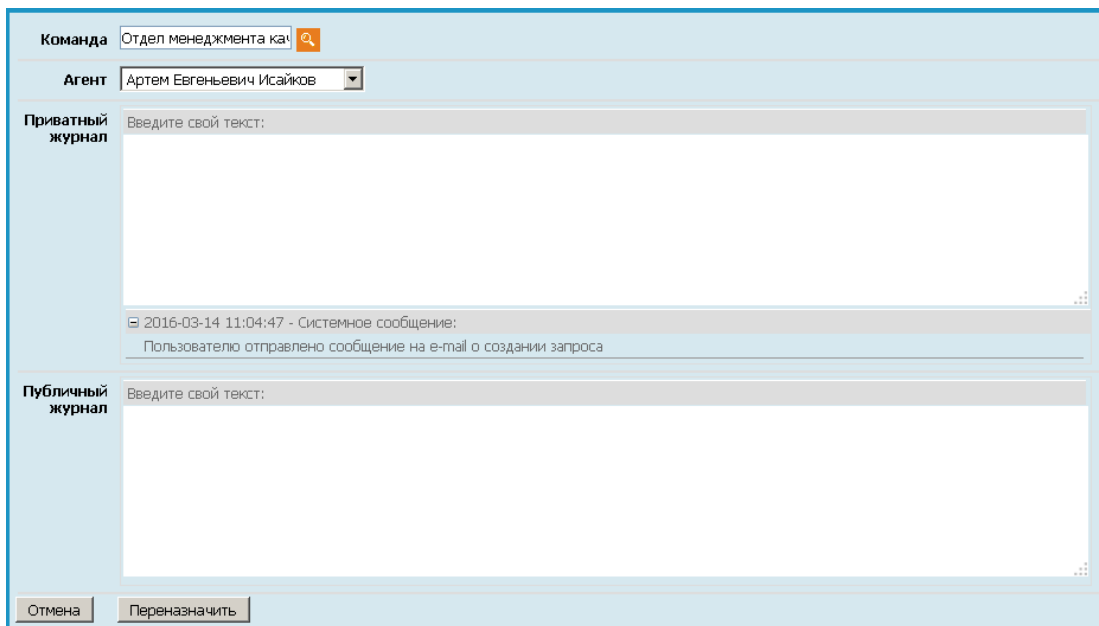 Команда Отдел менеджмента кач
Агент Артем Евгеньевич Исайков
Приватный журнал
Введите свой текст:
2016-03-14 11:04:47 - Системное сообщение:
Пользователю отправлено сообщение на e-mail о создании запроса
Публичный журнал
Введите свой текст:
Отмена Переназначить